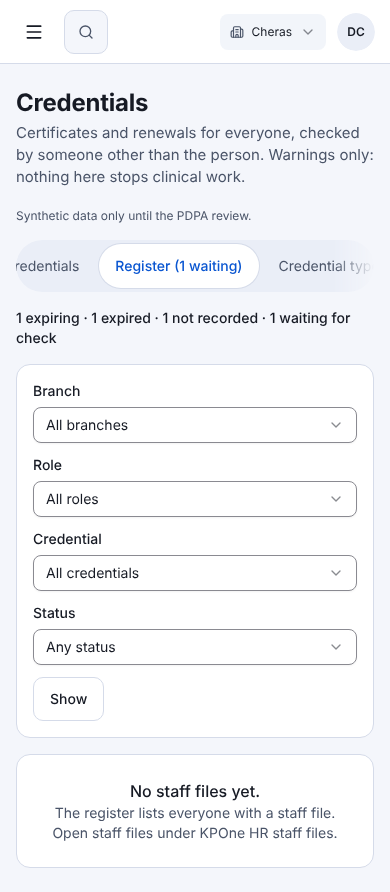 Cheras
DC
Credentials
Certificates and renewals for everyone, checked
by someone other than the person. Warnings only:
nothing here stops clinical work.
Synthetic data only until the PDPA review.
redentials
Register (1 waiting)
Credential typ
1 expiring · 1 expired · 1 not recorded · 1 waiting for
check
Branch
All branches
Role
All roles
Credential
All credentials
Status
Any status
Show
No staff files yet.
The register lists everyone with a staff file.
Open staff files under KPOne HR staff files.